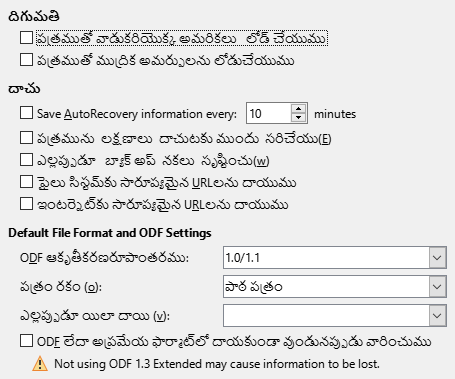 దిగుమతి
పత్రముతో వాడుకరియొక్క అమరికలు లోడ్ చేయుము
పత్రముతో ముద్రిక అమర్పులను లోడుచేయుము
దాచు
Save AutoRecovery information every: 10 minutes
పత్రమును లక్షణాలు దాచుటకు ముందు సరిచేయు(E)
ఎల్లప్పుడూ బ్యాక్ అప్ నకలు సృష్టించు(w)
ఫైలు సిస్టమ్‌కు సారూప్యమైన URLలను దాయుము
ఇంటర్నెట్‌కు సారూప్యమైన URLలను దాయుము
Default File Format and ODF Settings
ODF ఆకృతీకరణరూపాంతరము: 1.0/1.1
పత్రం రకం (o): పాఠ పత్రం
ఎల్లప్పుడూ యిలా దాయి (v):
ODF లేదా అప్రమేయ ఫార్మాట్‌లో దాయకుండా వుండునప్పుడు వారించుము
Not using ODF 1.3 Extended may cause information to be lost.